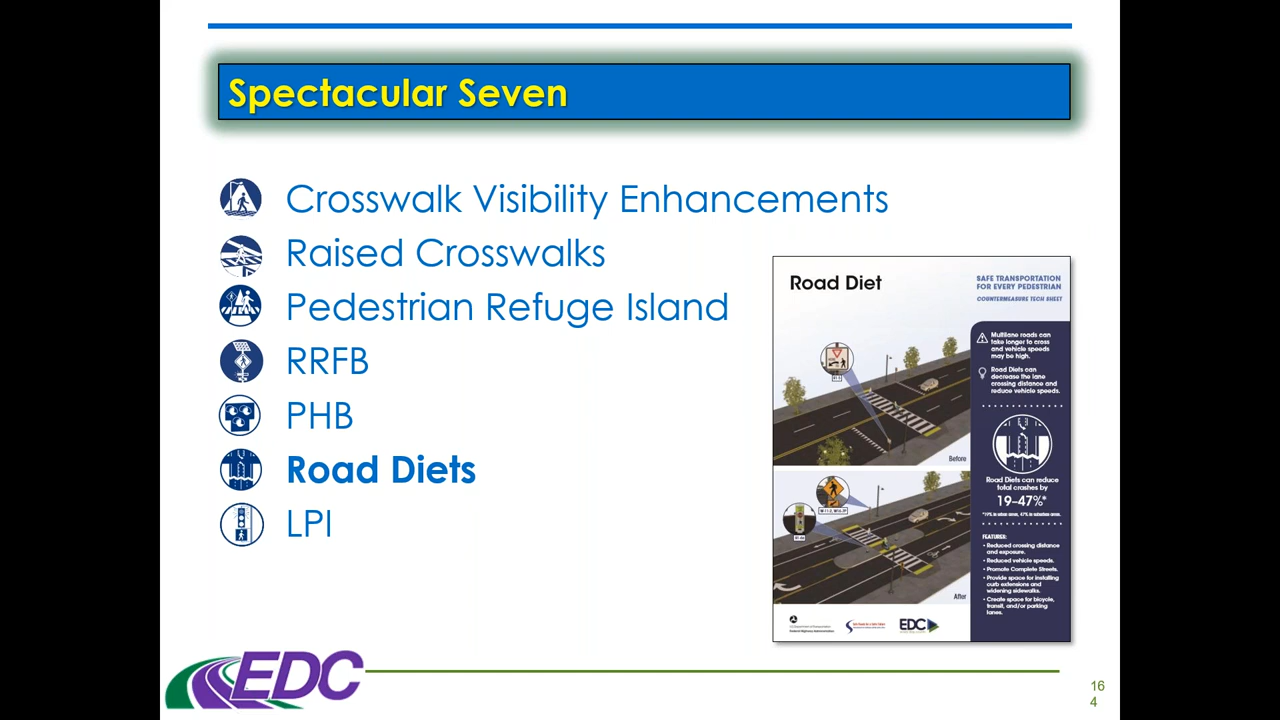 Spectacular Seven
Crosswalk Visibility Enhancements
Raised Crosswalks
Pedestrian Refuge Island
RRFB
PHB
Road Diets
LPI
Road Diet
SAFE TRANSPORTATION
FOR EVERY PEDESTRIAN
COUNTERMEASURE TECH SHEET
Multilane roads can
take longer to cross
and vehicle speeds
may be high.
Road Diets can
decrease the lane
crossing distance and
reduce vehicle speeds.
Before
Road Diets can reduce
total crashes by
19–47%*
FEATURES:
• Reduced crossing distance
and exposure.
• Reduced vehicle speeds.
• Promote Complete Streets.
• Provide space for installing
curb extensions and
widening sidewalks.
• Create space for bicycle,
transit, and/or parking
lanes.
After
EDC
EDC
16
4